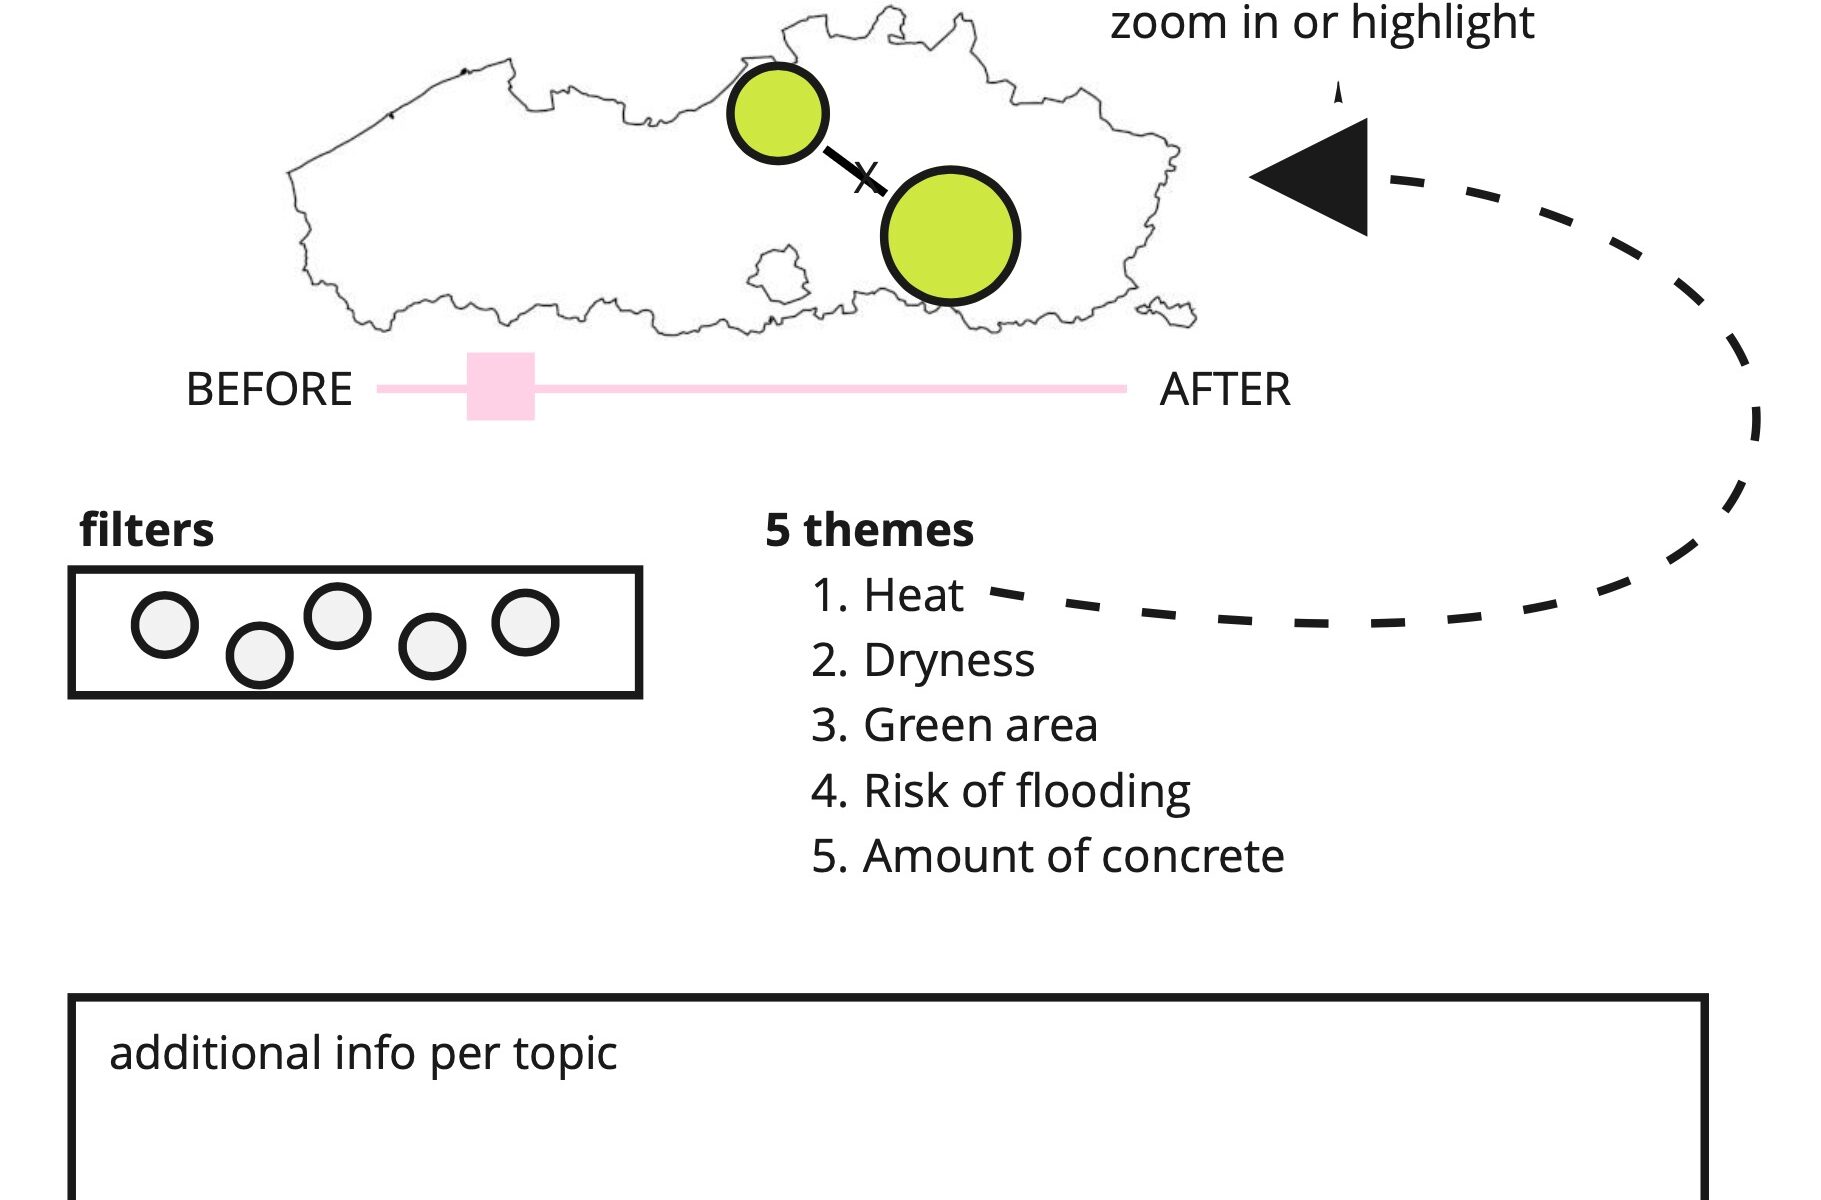 zoom in or highlight
X
BEFORE
AFTER
filters
5 themes
1. Heat
2. Dryness
3. Green area
4. Risk of flooding
5. Amount of concrete
additional info per topic